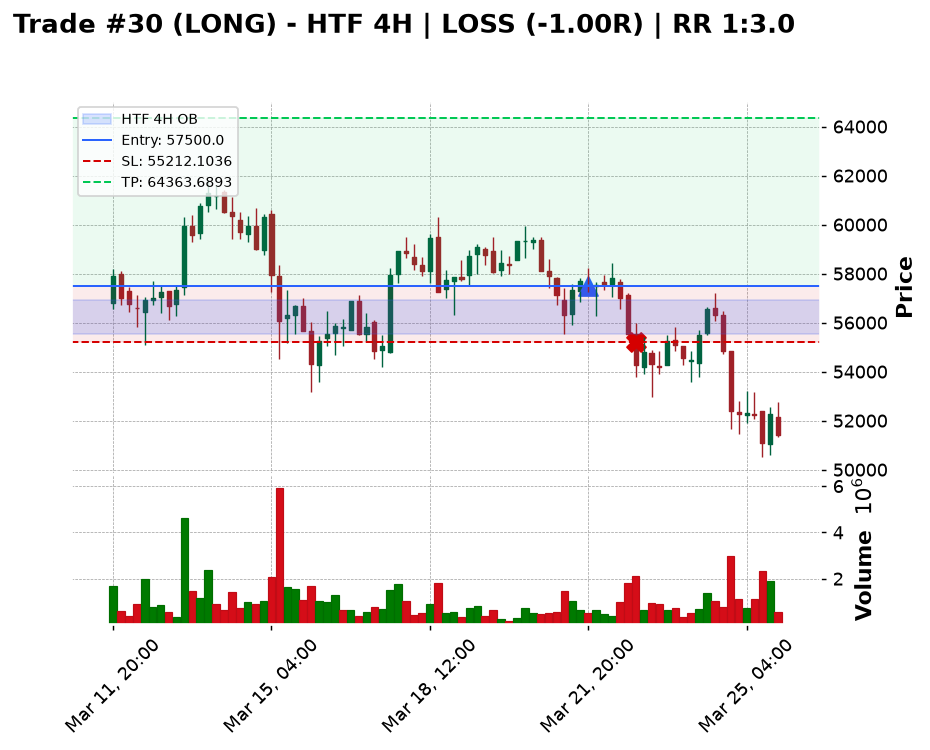 Trade #30 (LONG) - HTF 4H | LOSS (-1.00R) | RR 1:3.0
HTF 4H OB
Entry: 57500.0
SL: 55212.1036
TP: 64363.6893
64000
62000
60000
58000
56000
54000
52000
50000
Price
6
4
2
Volume 10^6
Mar 11, 20:00
Mar 15, 04:00
Mar 18, 12:00
Mar 21, 20:00
Mar 25, 04:00